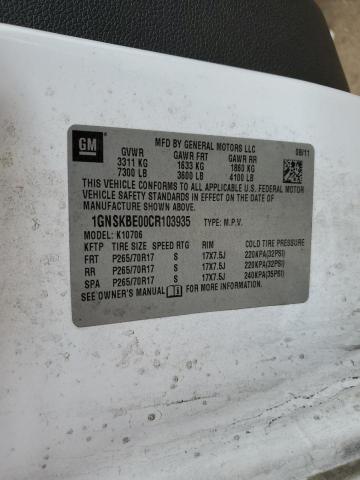 GM
MFD BY GENERAL MOTORS LLC 08/11
GVWR GAWR FRT GAWR RR
3311 KG 1633 KG 1860 KG
7300 LB 3600 LB 4100 LB
THIS VEHICLE CONFORMS TO ALL APPLICABLE U.S. FEDERAL MOTOR
VEHICLE SAFETY STANDARDS IN EFFECT
ON THE DATE OF MANUFACTURE SHOWN ABOVE.
1GNSKBE00CR103935 TYPE: M.P.V.
MODEL: K10706
KFTP TIRE SIZE SPEED RTG RIM COLD TIRE PRESSURE
FRT P265/70R17 S 17X7.5J 220KPA(32PSI)
RR P265/70R17 S 17X7.5J 220KPA(32PSI)
SPA P265/70R17 S 17X7.5J 240KPA(35PSI)
SEE OWNER'S MANUAL FOR MORE INFORMATION.